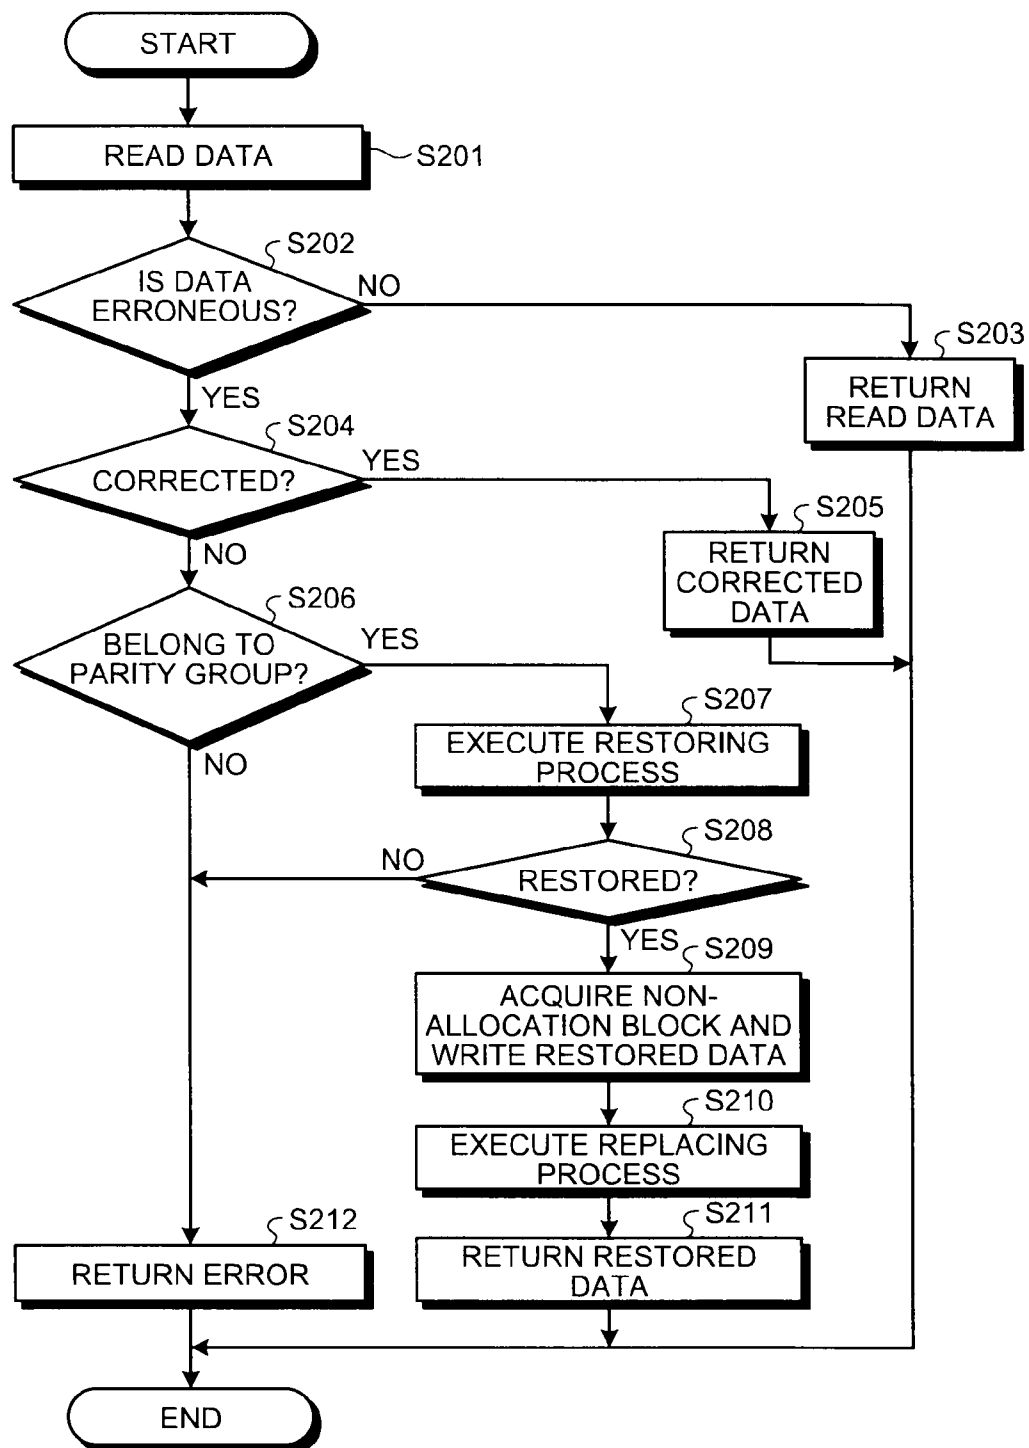 START
READ DATA
S201
S202
IS DATA
ERRONEOUS?
NO
S203
RETURN
READ DATA
YES
S204
CORRECTED?
YES
S205
RETURN
CORRECTED
DATA
NO
S206
BELONG TO
PARITY GROUP?
YES
S207
EXECUTE RESTORING
PROCESS
NO
S208
RESTORED?
NO
YES
S209
ACQUIRE NON-
ALLOCATION BLOCK AND
WRITE RESTORED DATA
S210
EXECUTE REPLACING
PROCESS
S211
RETURN RESTORED
DATA
S212
RETURN ERROR
END